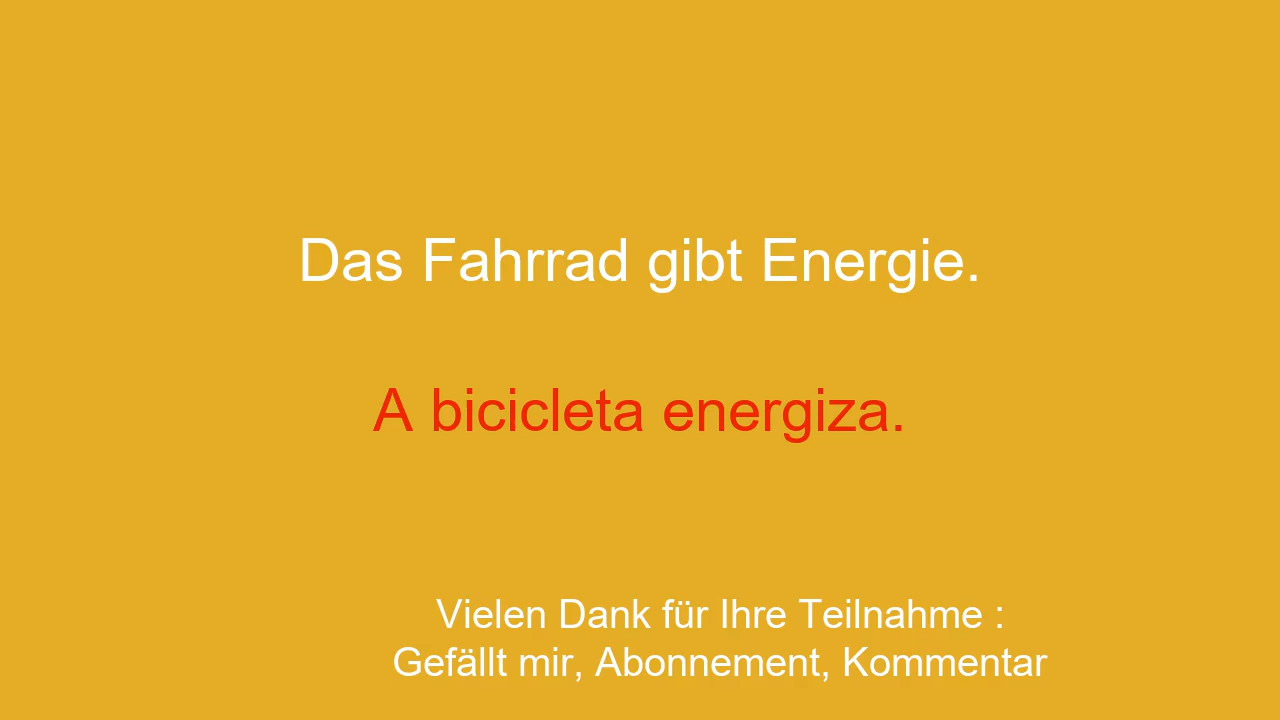 Das Fahrrad gibt Energie.
A bicicleta energiza.
Vielen Dank für Ihre Teilnahme :
Gefällt mir, Abonnement, Kommentar